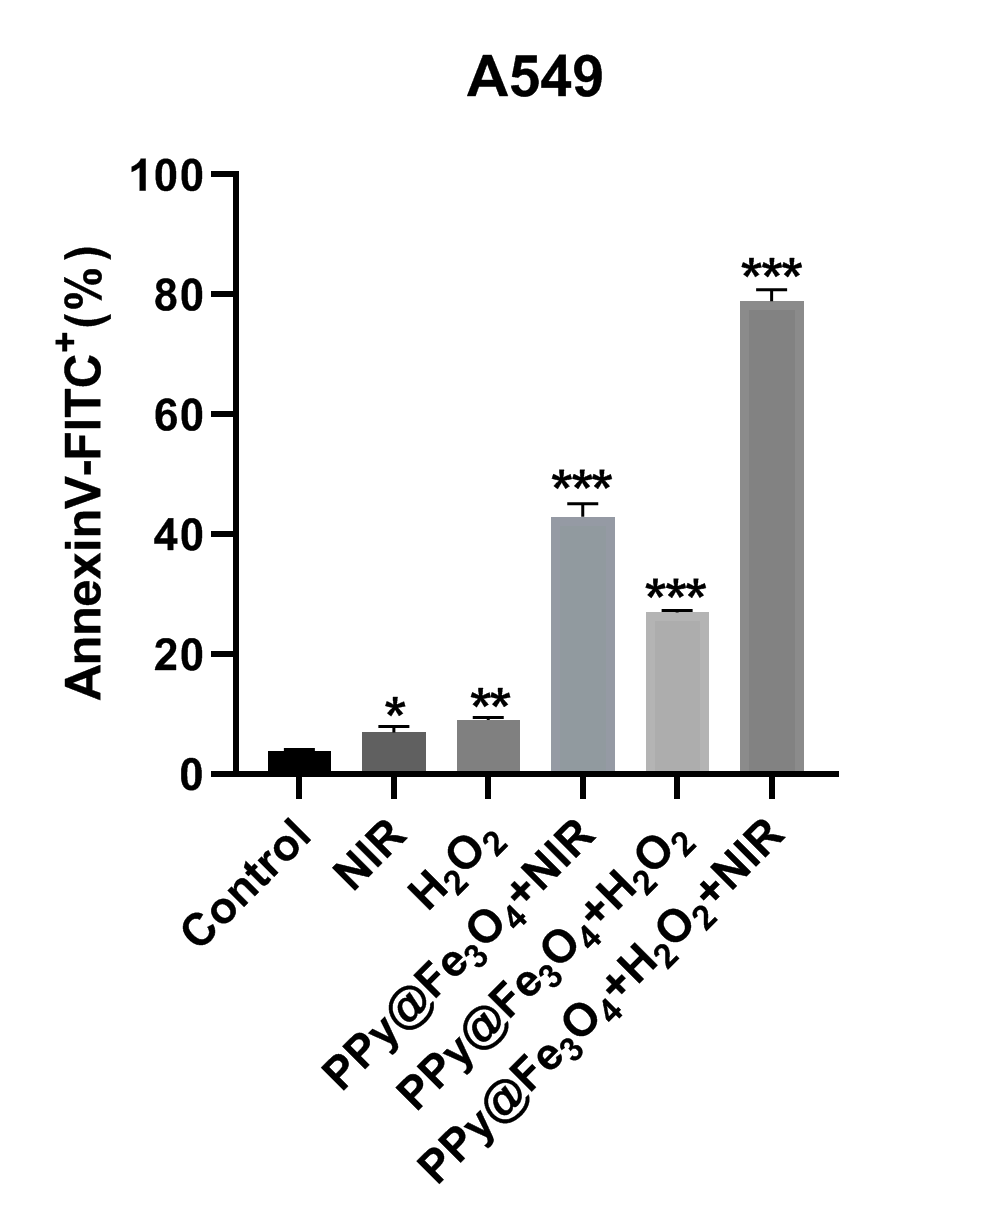 A549
AnnexinV-FITC⁺(%)
100
80
60
40
20
0
***
***
***
**
*
Control
NIR
H₂O₂
PPy@Fe₃O₄+NIR
PPy@Fe₃O₄+H₂O₂
PPy@Fe₃O₄+H₂O₂+NIR